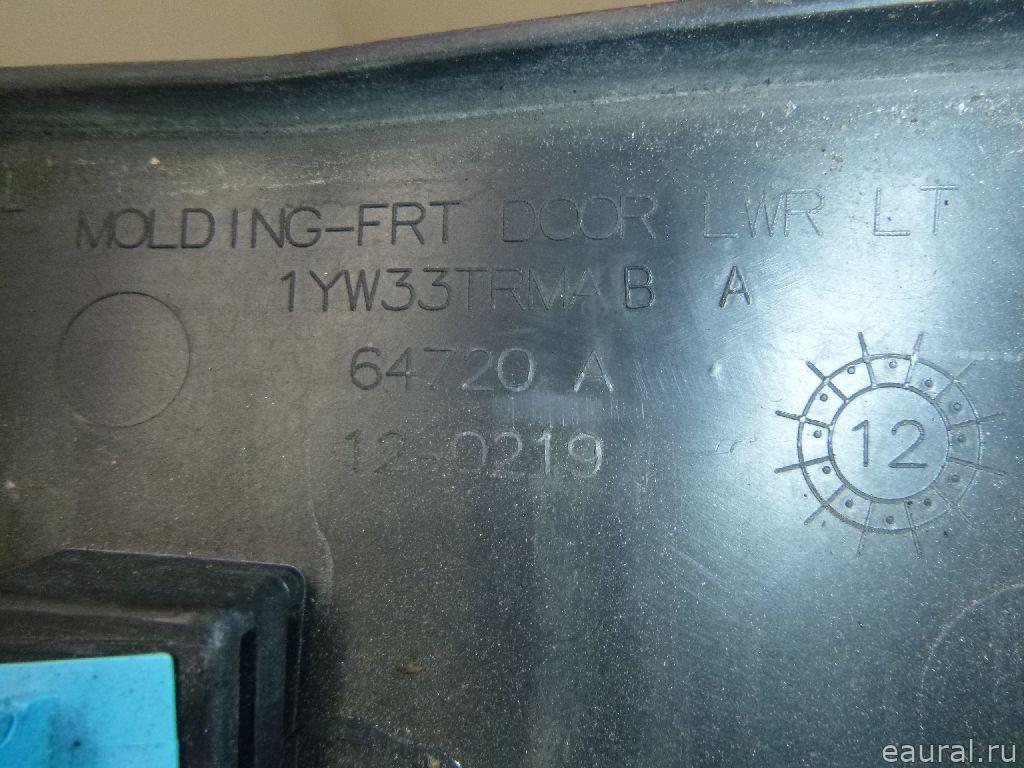 MOLDING-FRT DOOR LWR LT
1YW33TRMA B A
64720 A
12-0219
12
eaural.ru